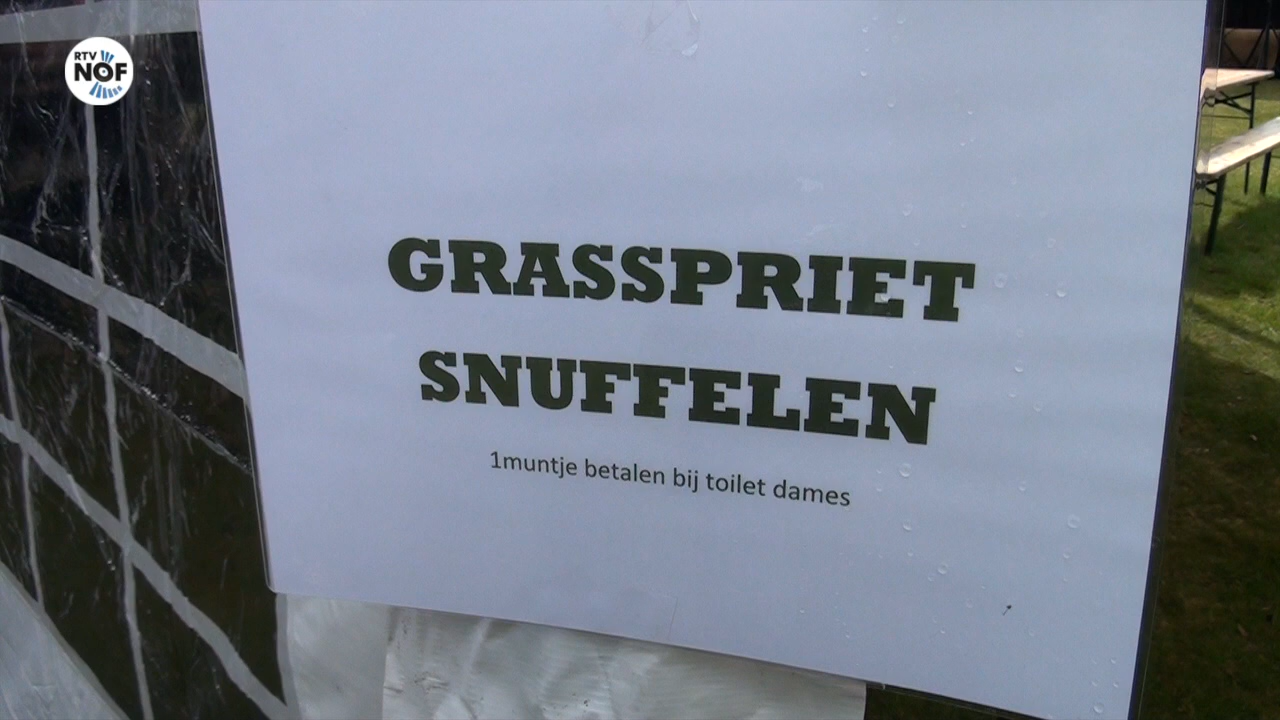 RTV
NOF
GRASSPRIET
SNUFFELEN
1muntje betalen bij toilet dames